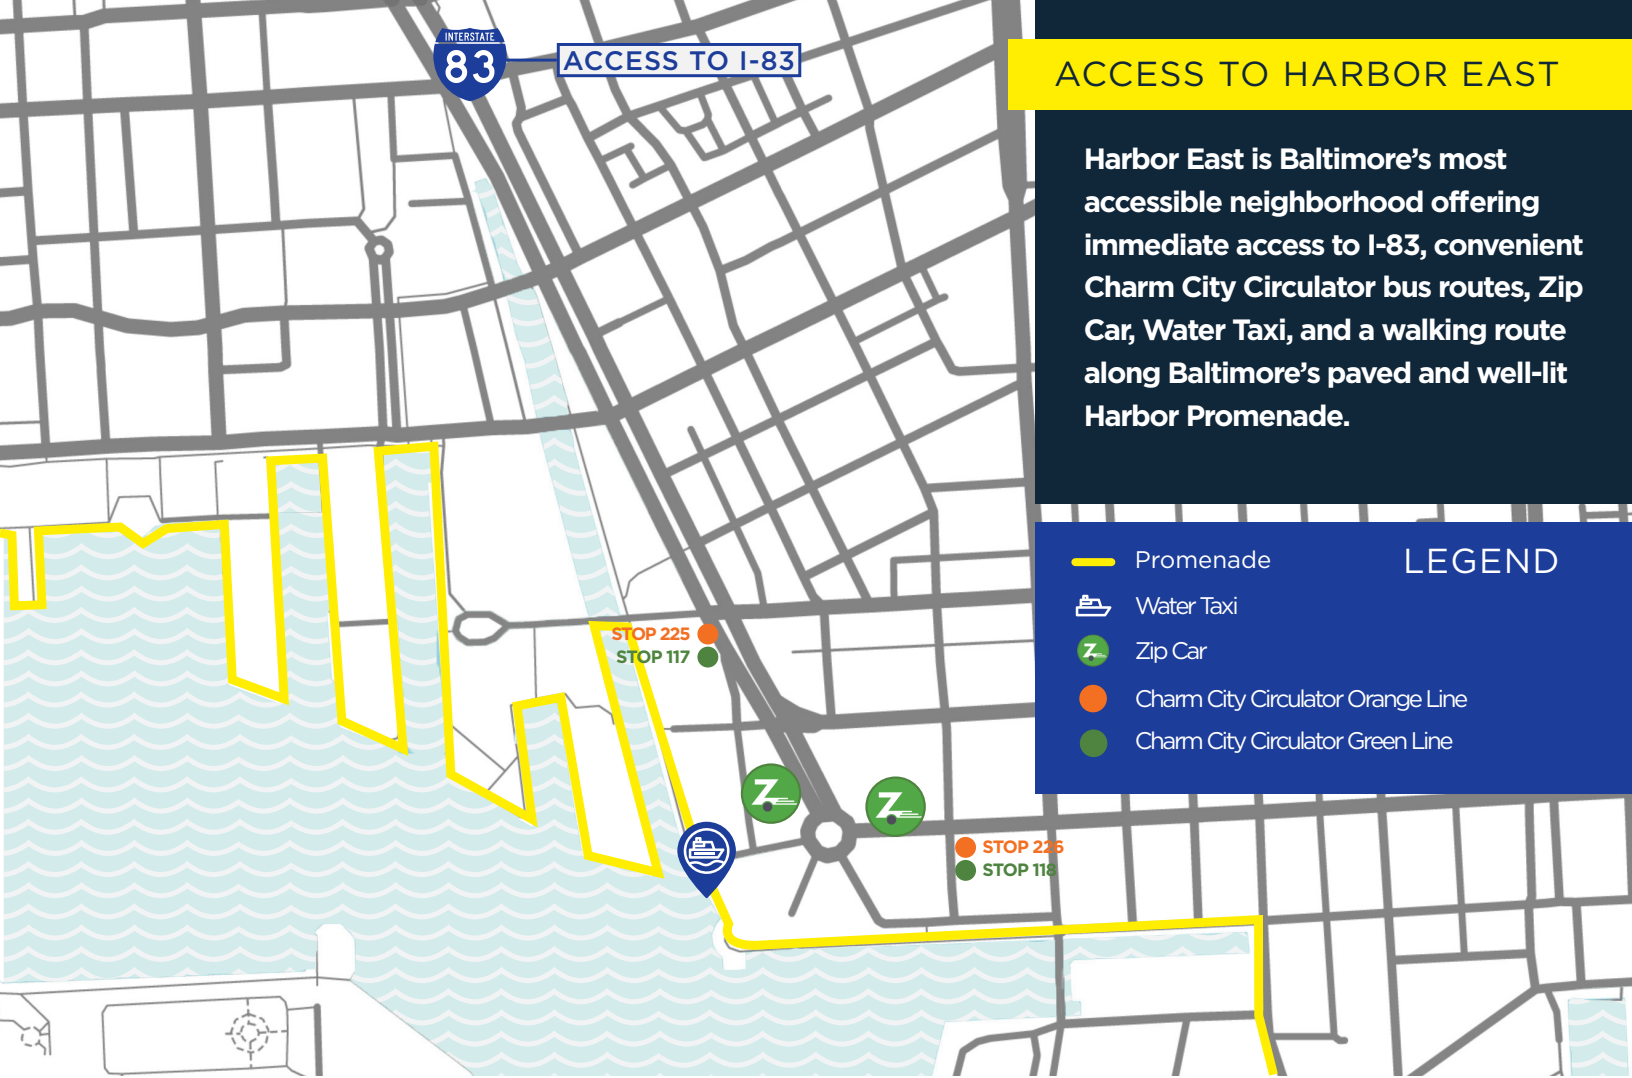 INTERSTATE
83
ACCESS TO I-83
ACCESS TO HARBOR EAST
Harbor East is Baltimore’s most
accessible neighborhood offering
immediate access to I-83, convenient
Charm City Circulator bus routes, Zip
Car, Water Taxi, and a walking route
along Baltimore’s paved and well-lit
Harbor Promenade.
LEGEND
Promenade
Water Taxi
Z
Zip Car
Charm City Circulator Orange Line
Charm City Circulator Green Line
STOP 225
STOP 117
Z
Z
STOP 226
STOP 118